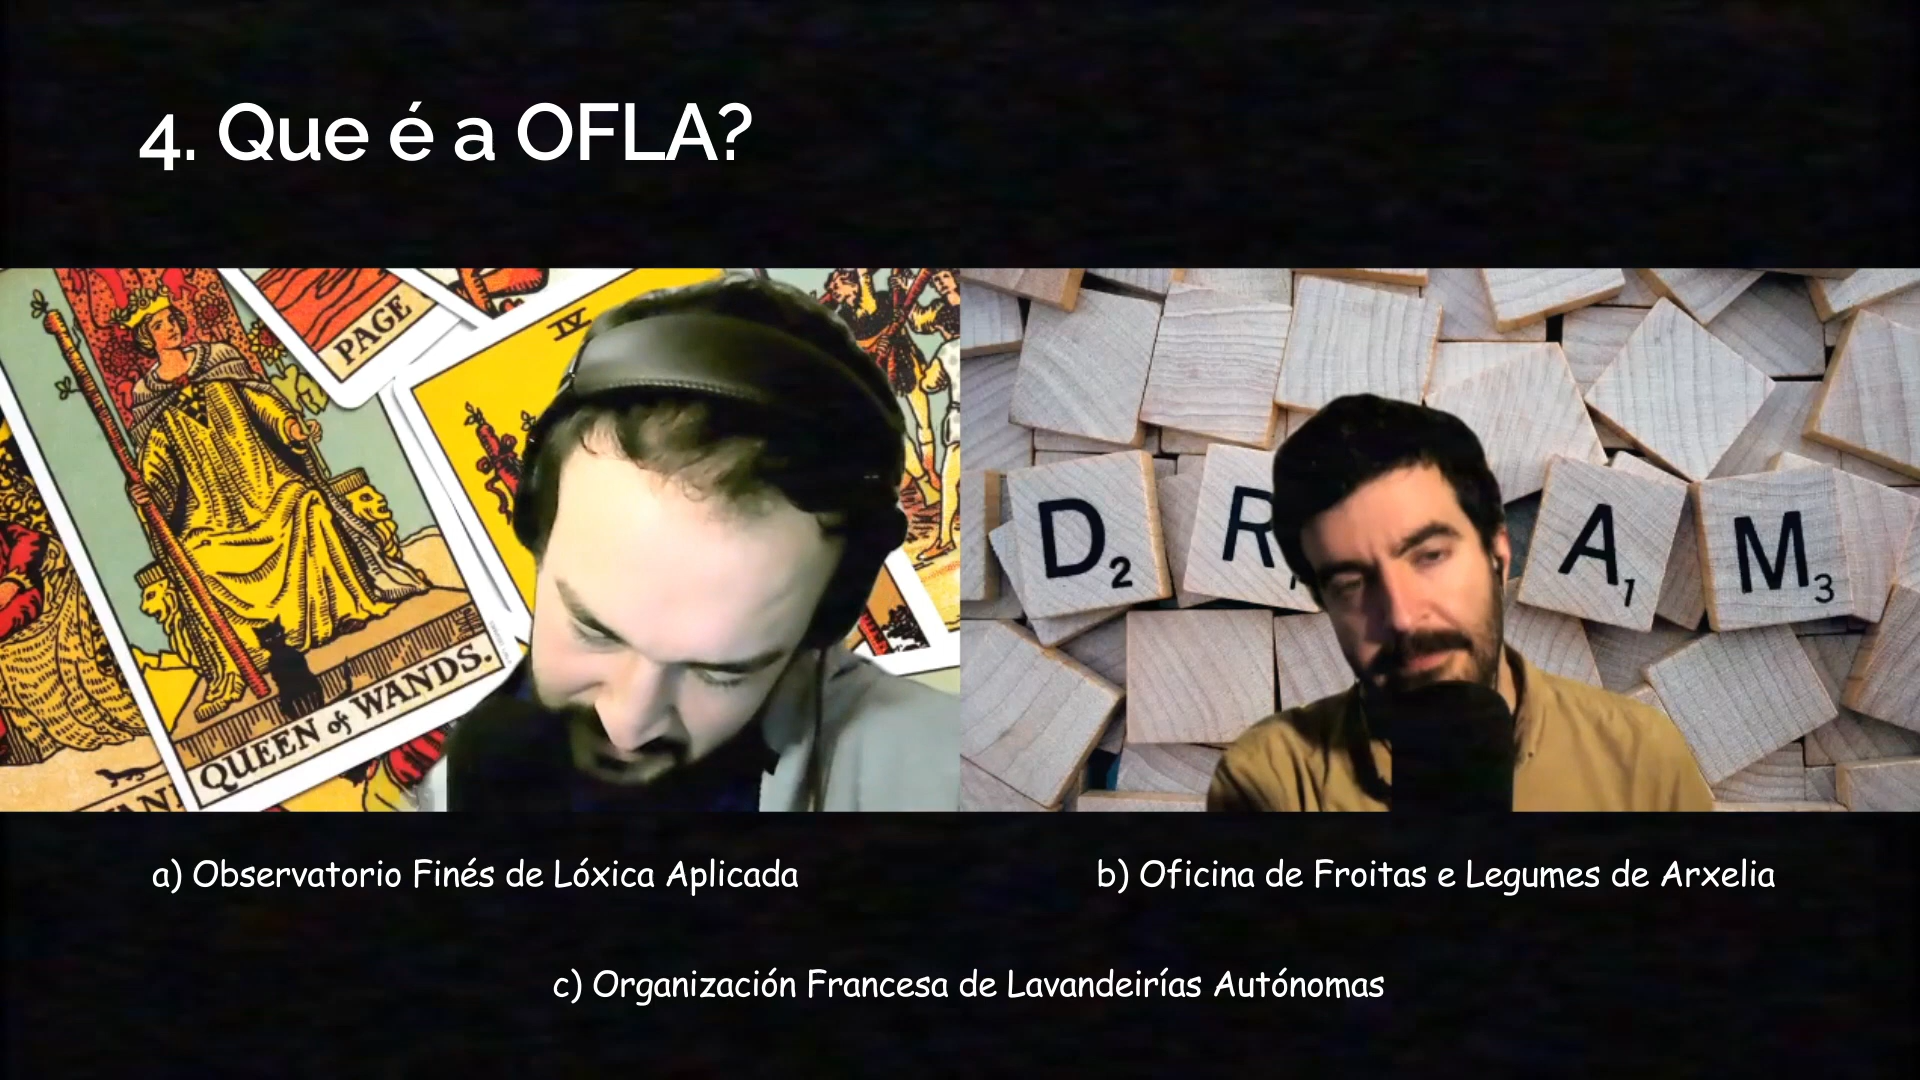 4. Que é a OFLA?
PAGE
IV
QUEEN of WANDS.
D2 R A1 M3
a) Observatorio Finés de Lóxica Aplicada
b) Oficina de Froitas e Legumes de Arxelia
c) Organización Francesa de Lavandeirías Autónomas